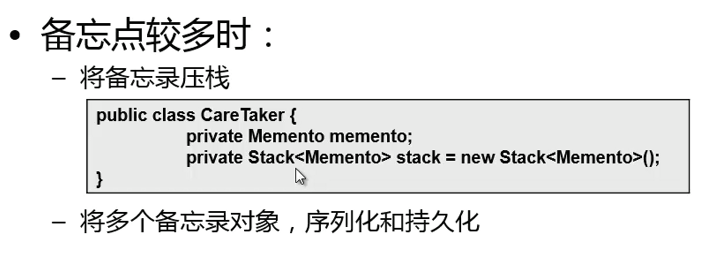 • 备忘点较多时：
– 将备忘录压栈
public class CareTaker {
private Memento memento;
private Stack<Memento> stack = new Stack<Memento>();
}
– 将多个备忘录对象，序列化和持久化